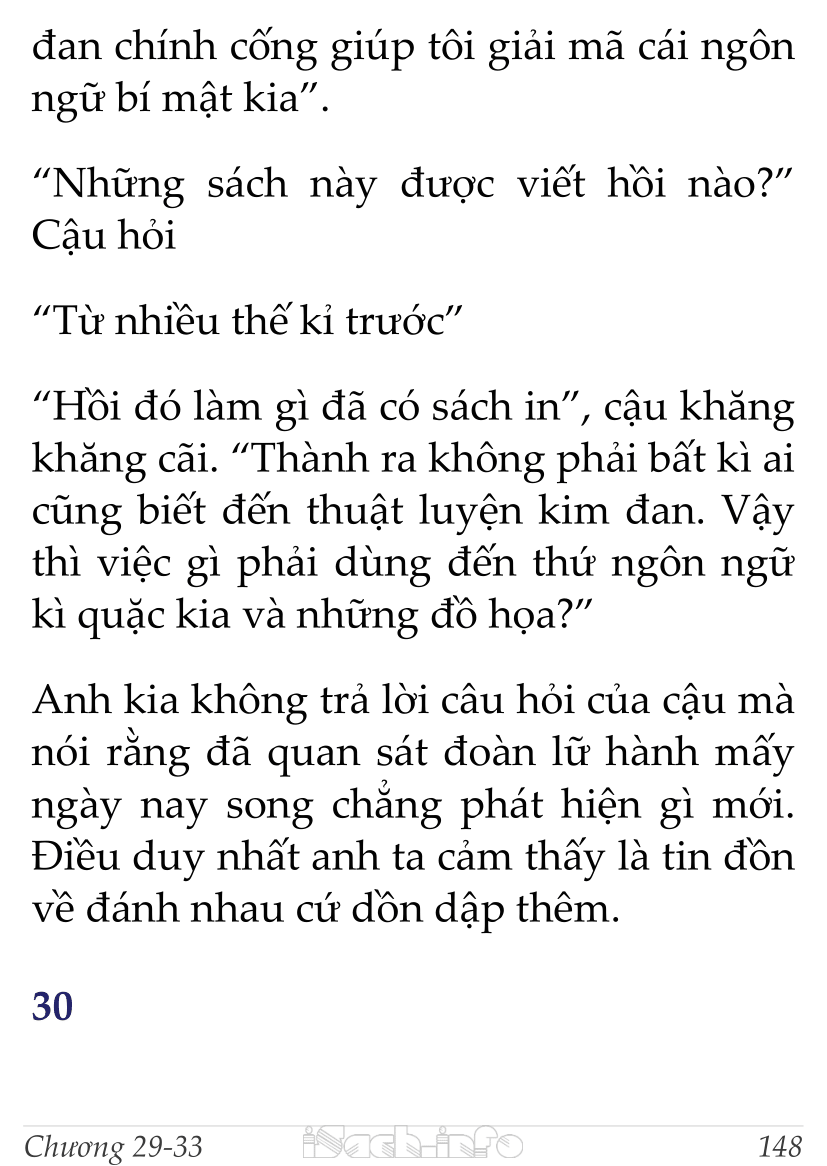 đan chính cống giúp tôi giải mã cái ngôn
ngữ bí mật kia”.
“Những sách này được viết hồi nào?”
Cậu hỏi
“Từ nhiều thế kỉ trước”
“Hồi đó làm gì đã có sách in”, cậu khăng
khăng cãi. “Thành ra không phải bất kì ai
cũng biết đến thuật luyện kim đan. Vậy
thì việc gì phải dùng đến thứ ngôn ngữ
kì quặc kia và những đồ họa?”
Anh kia không trả lời câu hỏi của cậu mà
nói rằng đã quan sát đoàn lữ hành mấy
ngày nay song chẳng phát hiện gì mới.
Điều duy nhất anh ta cảm thấy là tin đồn
về đánh nhau cứ dồn dập thêm.
30
Chương 29-33 iSach.info 148